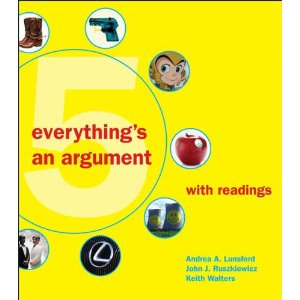 5
everything's
an argument
with readings
Andrea A. Lunsford
John J. Ruszkiewicz
Keith Walters